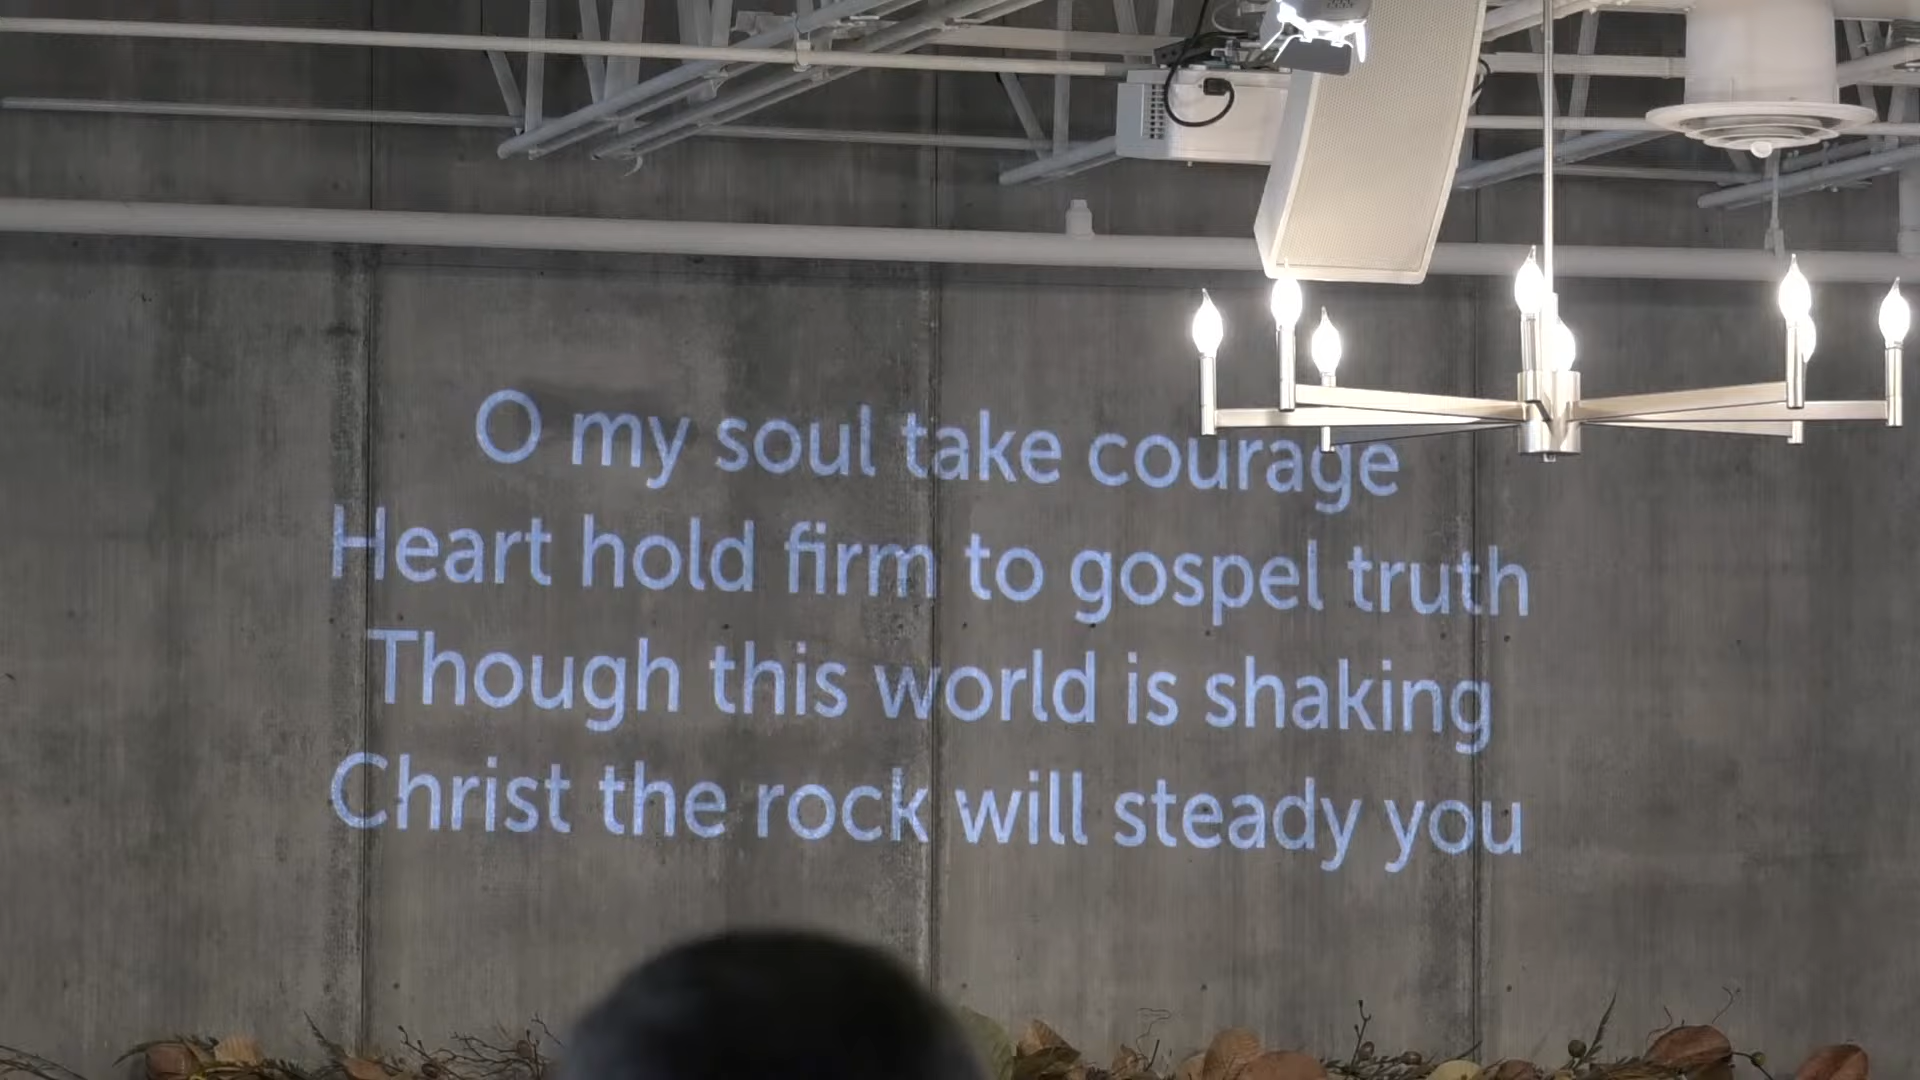 O my soul take courage
Heart hold firm to gospel truth
Though this world is shaking
Christ the rock will steady you